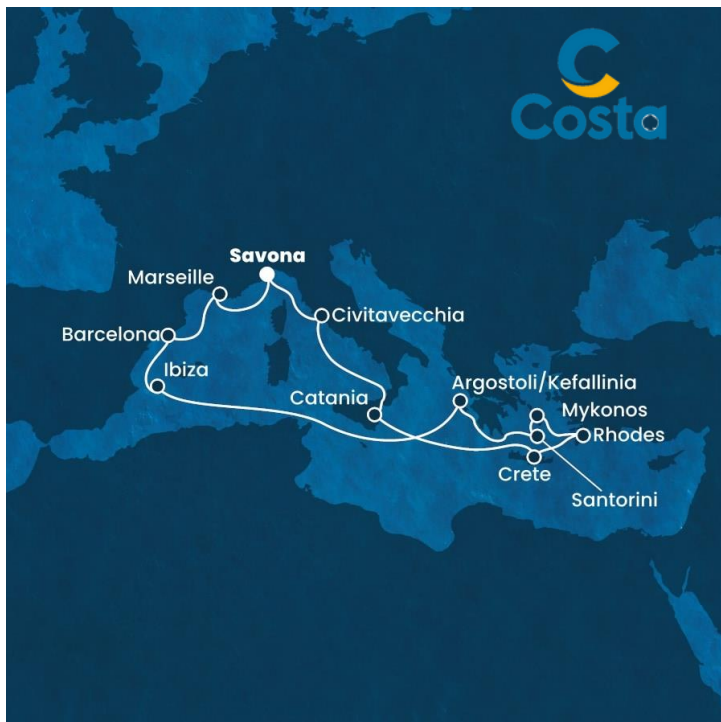 Costa
Savona
Marseille
Civitavecchia
Barcelona
Ibiza
Argostoli/Kefallinia
Catania
Mykonos
Rhodes
Crete
Santorini